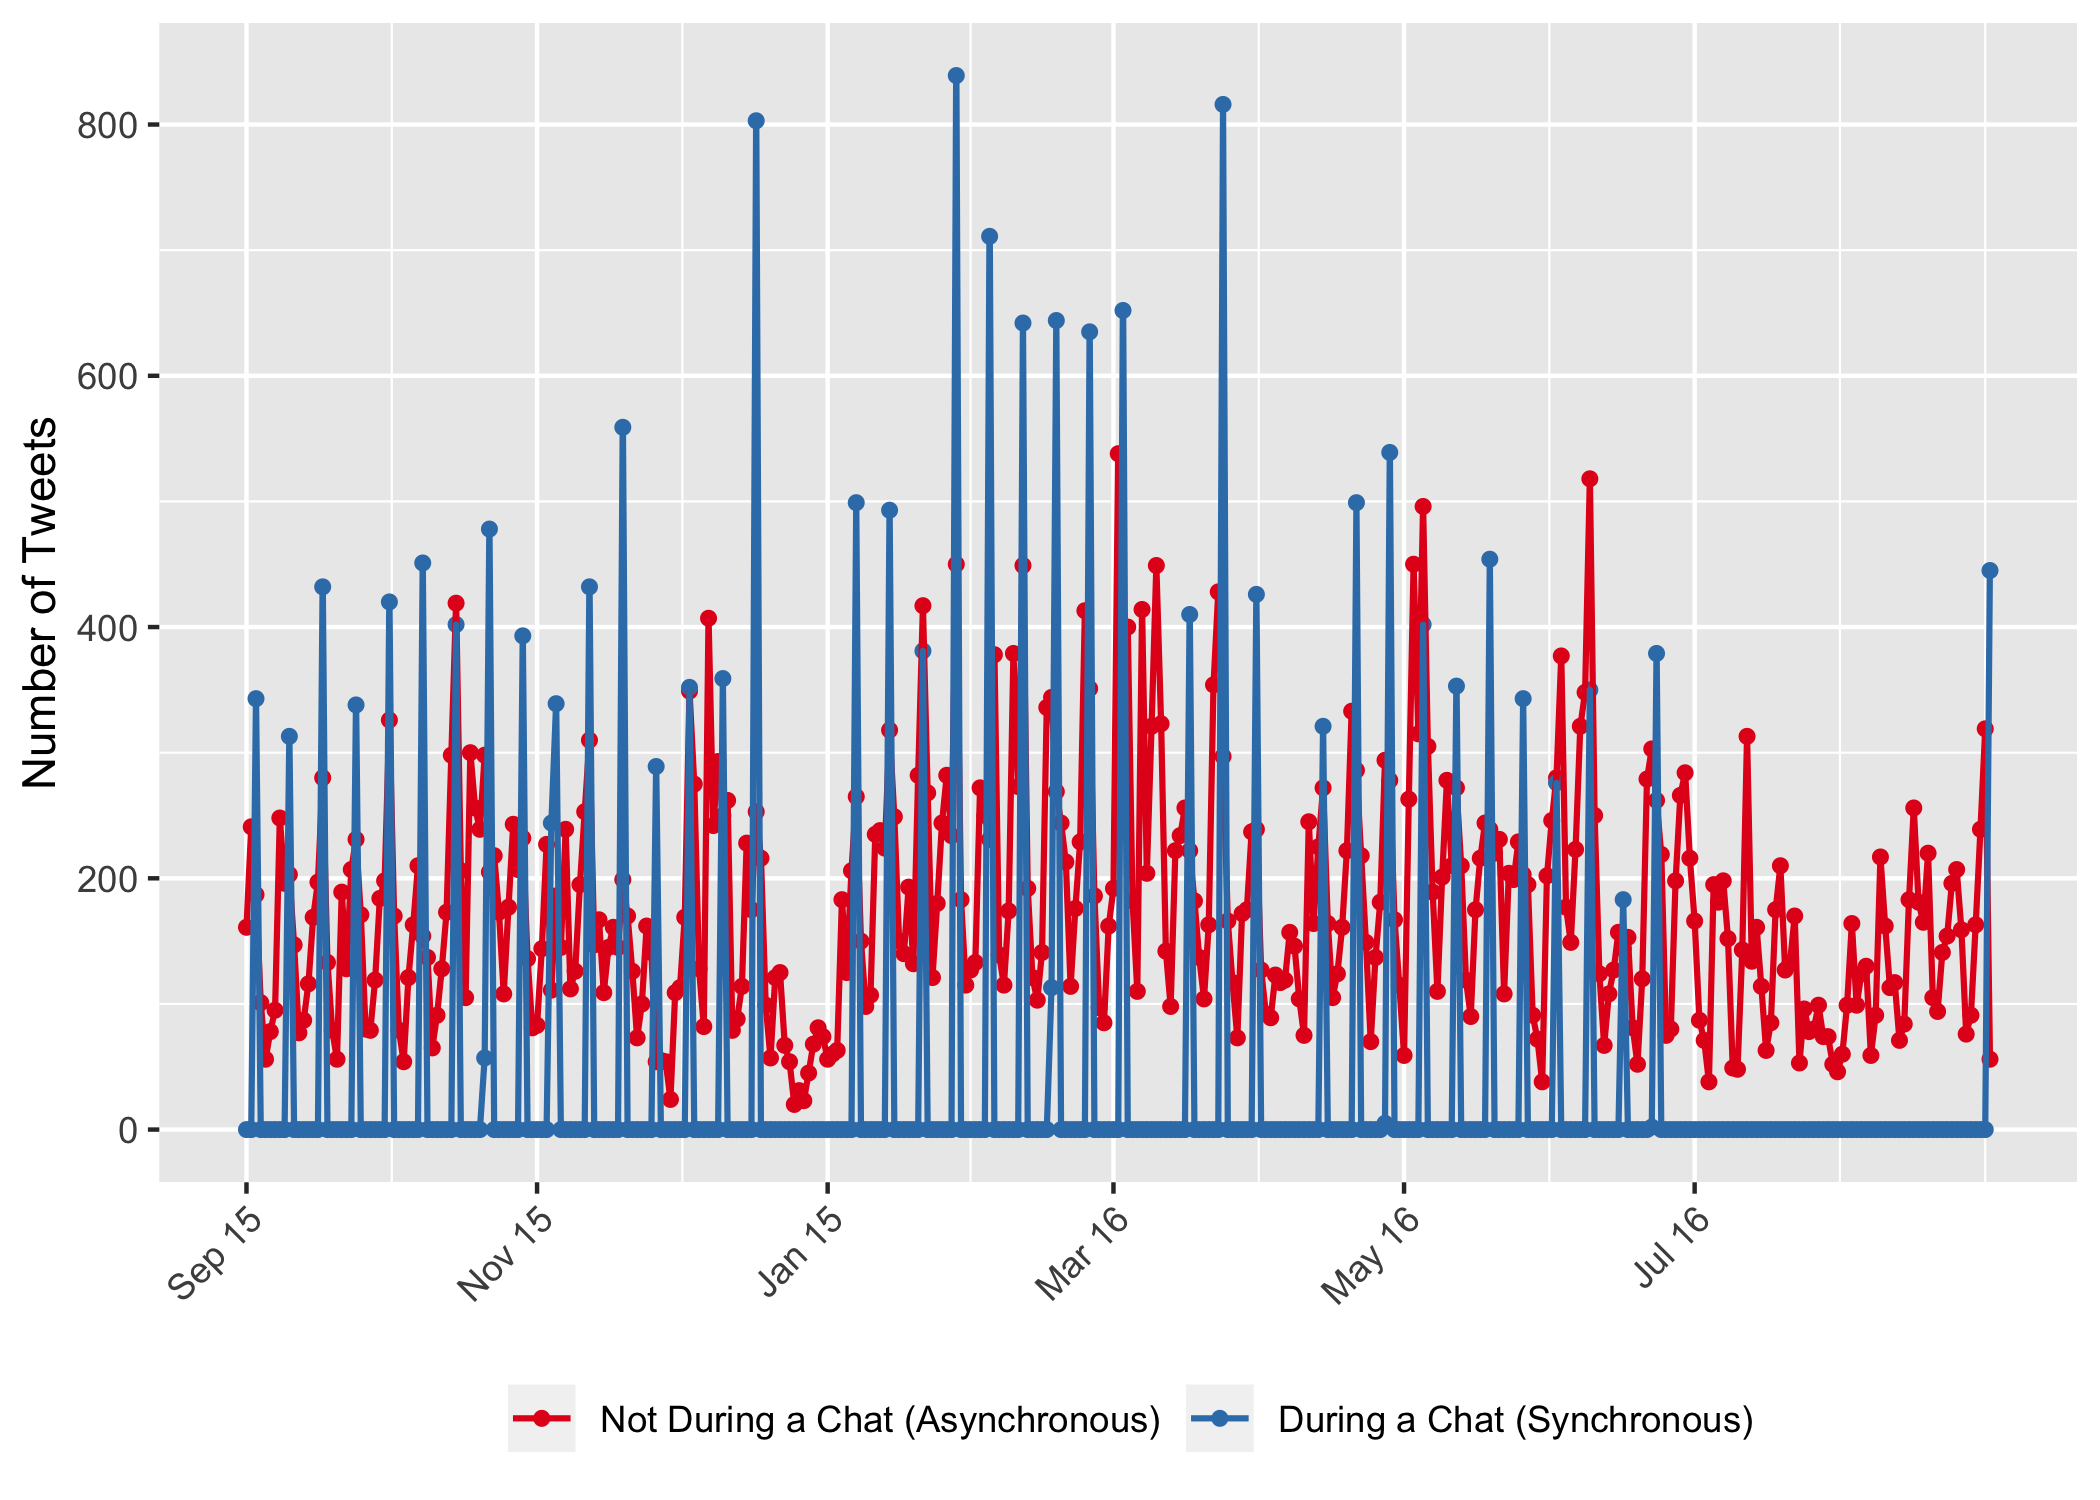 Number of Tweets
800
600
400
200
0
Sep 15
Nov 15
Jan 15
Mar 16
May 16
Jul 16
Not During a Chat (Asynchronous)
During a Chat (Synchronous)